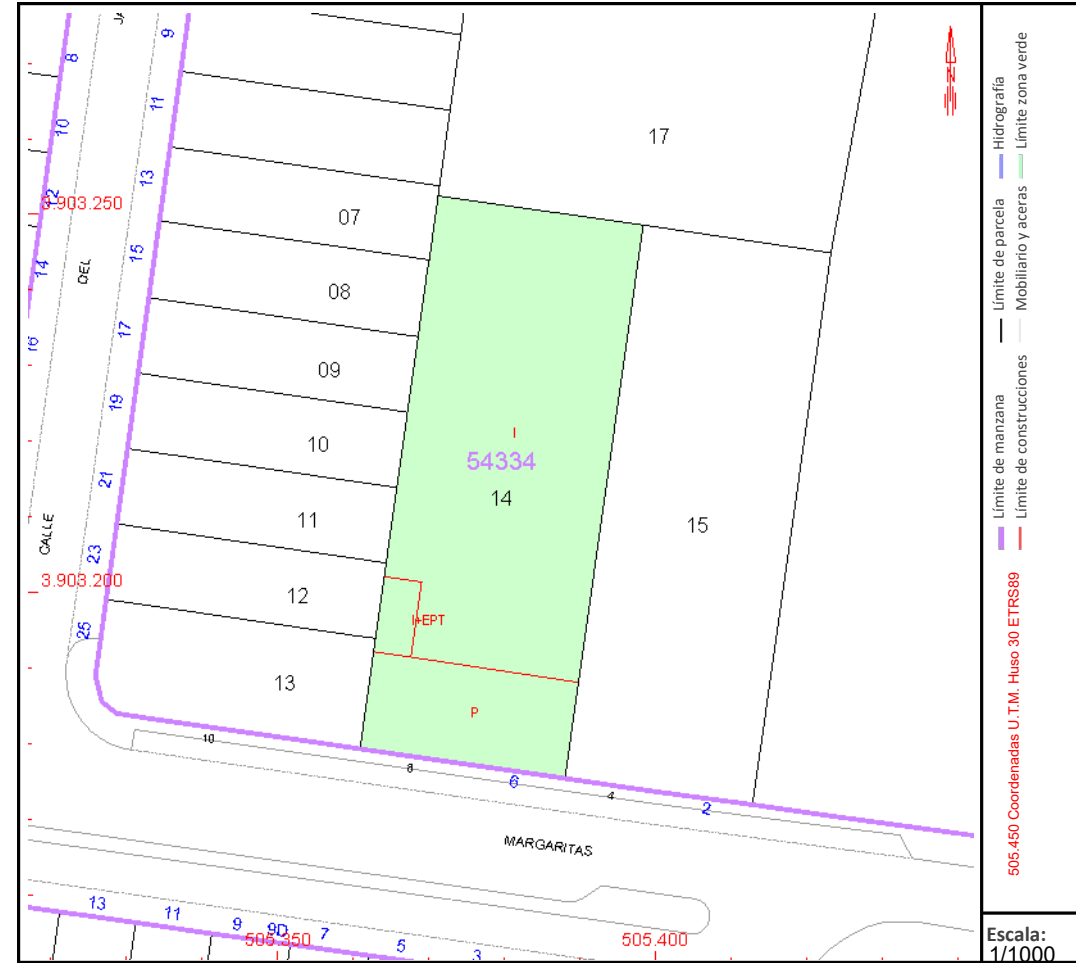 8
10
12
14
16
3.903.250
DEL
CALLE
3.903.200
9
11
13
15
17
19
21
23
25
07
08
09
10
11
12
13
17
I
54334
14
15
I+EPT
P
10
8
6
4
2
MARGARITAS
13
11
9
9D
7
5
3
505.350
505.400
N
Límite de manzana
Límite de parcela
Hidrografía
Límite de construcciones
Mobiliario y aceras
Límite zona verde
505.450 Coordenadas U.T.M. Huso 30 ETRS89
Escala:
1/1000